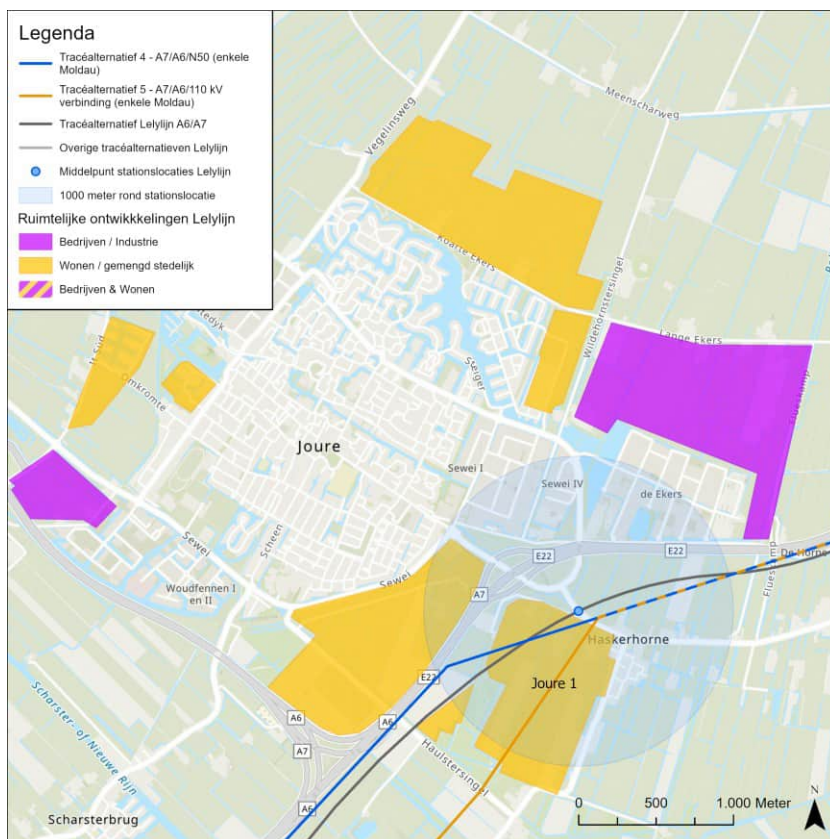 Legenda
Tracéalternatief 4 - A7/A6/N50 (enkele
Moldau)
Tracéalternatief 5 - A7/A6/110 kV
verbinding (enkele Moldau)
Tracéalternatief Lelylijn A6/A7
Overige tracéalternatieven Lelylijn
Middelpunt stationslocaties Lelylijn
1000 meter rond stationslocatie
Ruimtelijke ontwikkkelingen Lelylijn
Bedrijven / Industrie
Wonen / gemengd stedelijk
Bedrijven & Wonen
Vegelinsweg
Meenscharweg
Koarte Ekers
Wildehornstersingel
Lange Ekers
Omkromte
Joure
Sewei I
Sewei IV
de Ekers
Scheen
Sewei
Sewei
Woudfennen I
en II
E22
E22
A7
De Horne
Haskerhorne
Joure 1
E22
A6
A6
A7
A6
Haulstersingel
Scharster- of Nieuwe Rijn
Scharsterbrug
N
0 500 1.000 Meter